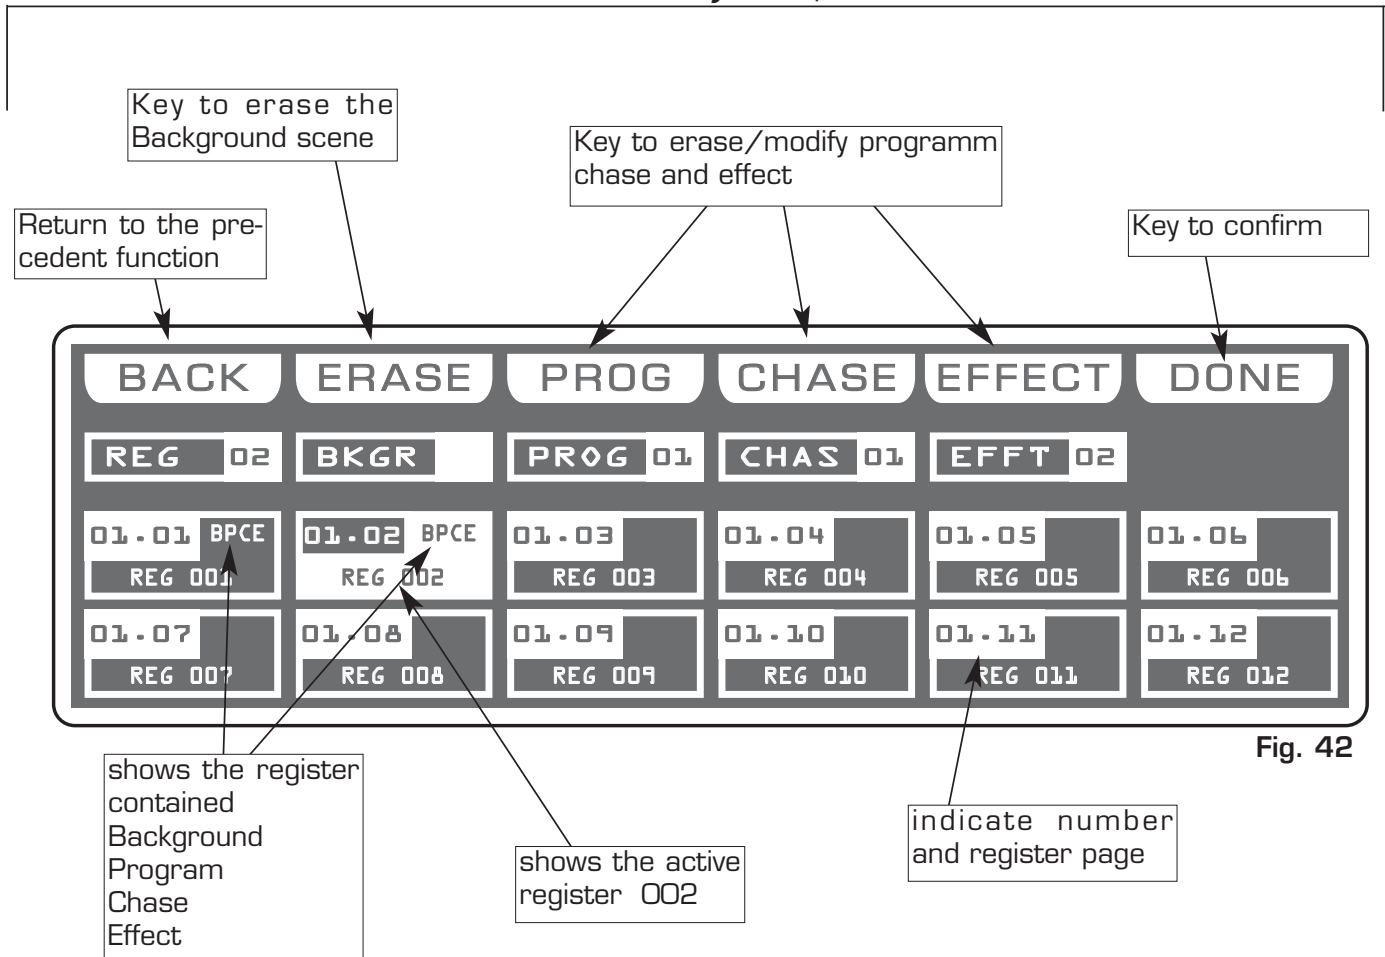 Key to erase the
Background scene
Key to erase/modify programm
chase and effect
Return to the pre-
cedent function
Key to confirm
BACK ERASE PROG CHASE EFFECT DONE
REG 02 BKGR PROG 01 CHAS 01 EFFT 02
01.01 BPCE 01.02 BPCE 01.03 01.04 01.05 01.06
REG 001 REG 002 REG 003 REG 004 REG 005 REG 006
01.07 01.08 01.09 01.10 01.11 01.12
REG 007 REG 008 REG 009 REG 010 REG 011 REG 012
Fig. 42
shows the register
contained
Background
Program
Chase
Effect
shows the active
register 002
indicate number
and register page